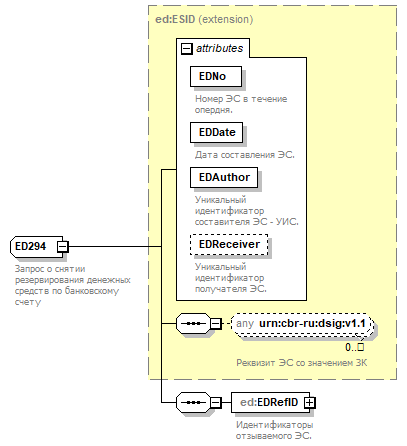 ed:ESID (extension)
attributes
EDNo
Номер ЭС в течение
опердня.
EDDate
Дата составления ЭС.
EDAuthor
Уникальный
идентификатор
составителя ЭС - УИС.
EDReceiver
Уникальный
идентификатор
получателя ЭС.
ED294
Запрос о снятии
резервирования денежных
средств по банковскому
счету
any urn:cbr-ru:dsig:v1.1
0..□
Реквизит ЭС со значением ЗК
ed:EDRefID
Идентификаторы
отзываемого ЭС.